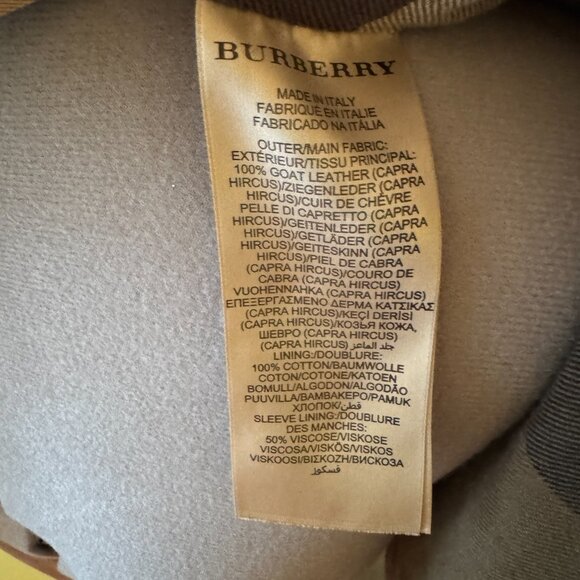 BURBERRY
MADE IN ITALY
FABRIQUÉ EN ITALIE
FABRICADO NA ITÁLIA
OUTER/MAIN FABRIC:
EXTÉRIEUR/TISSU PRINCIPAL:
100% GOAT LEATHER (CAPRA
HIRCUS)/ZIEGENLEDER (CAPRA
HIRCUS)/CUIR DE CHÈVRE
PELLE DI CAPRETTO (CAPRA
HIRCUS)/GEITENLEDER (CAPRA
HIRCUS)/GETLÄDER (CAPRA
HIRCUS)/GEITESKINN (CAPRA
HIRCUS)/PIEL DE CABRA
(CAPRA HIRCUS)/COURO DE
CABRA (CAPRA HIRCUS)
VUOHENNAHKA (CAPRA HIRCUS)
ΕΠΕΞΕΡΓΑΣΜΕΝΟ ΔΕΡΜΑ ΚΑΤΣΙΚΑΣ
(CAPRA HIRCUS)/KEÇİ DERİSİ
(CAPRA HIRCUS)/КОЗЬЯ КОЖА,
ШЕВРО (CAPRA HIRCUS)
(CAPRA HIRCUS) جلد الماعز
LINING:/DOUBLURE:
100% COTTON/BAUMWOLLE
COTON/COTONE/KATOEN
BOMULL/ALGODON/ALGODÃO
PUUVILLA/ΒΑΜΒΑΚΕΡΟ/PAMUK
ХЛОПОК/قطن
SLEEVE LINING:/DOUBLURE
DES MANCHES:
50% VISCOSE/VISKOSE
VISCOSA/VISKÓS/VISKOS
VISKOOSI/ΒΙΣΚΟΖΗ/ВИСКОЗА
فسكوز